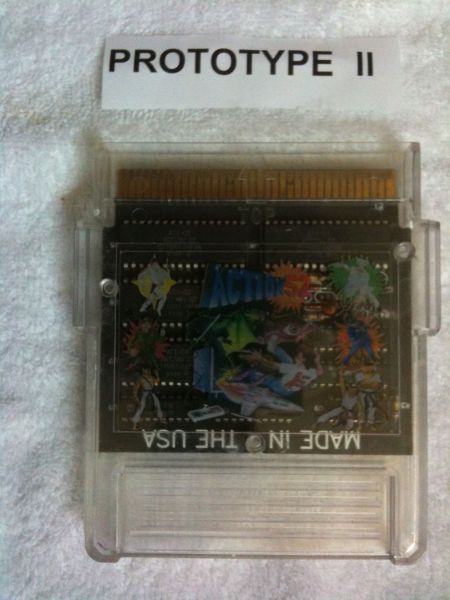 PROTOTYPE II
ACTION 52
MADE IN THE USA